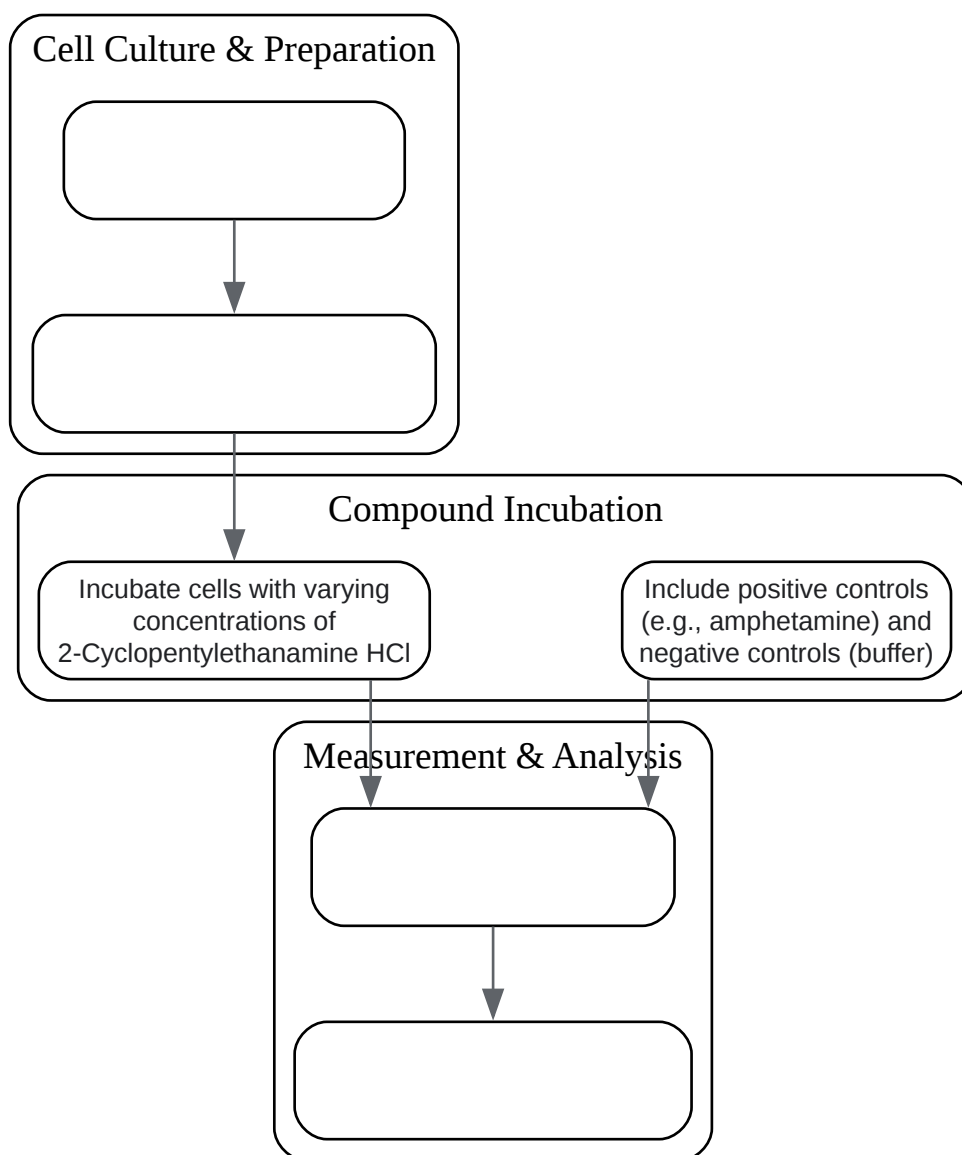 Cell Culture & Preparation
Compound Incubation
Incubate cells with varying
concentrations of
2-Cyclopentylethanamine HCl
Include positive controls
(e.g., amphetamine) and
negative controls (buffer)
Measurement & Analysis